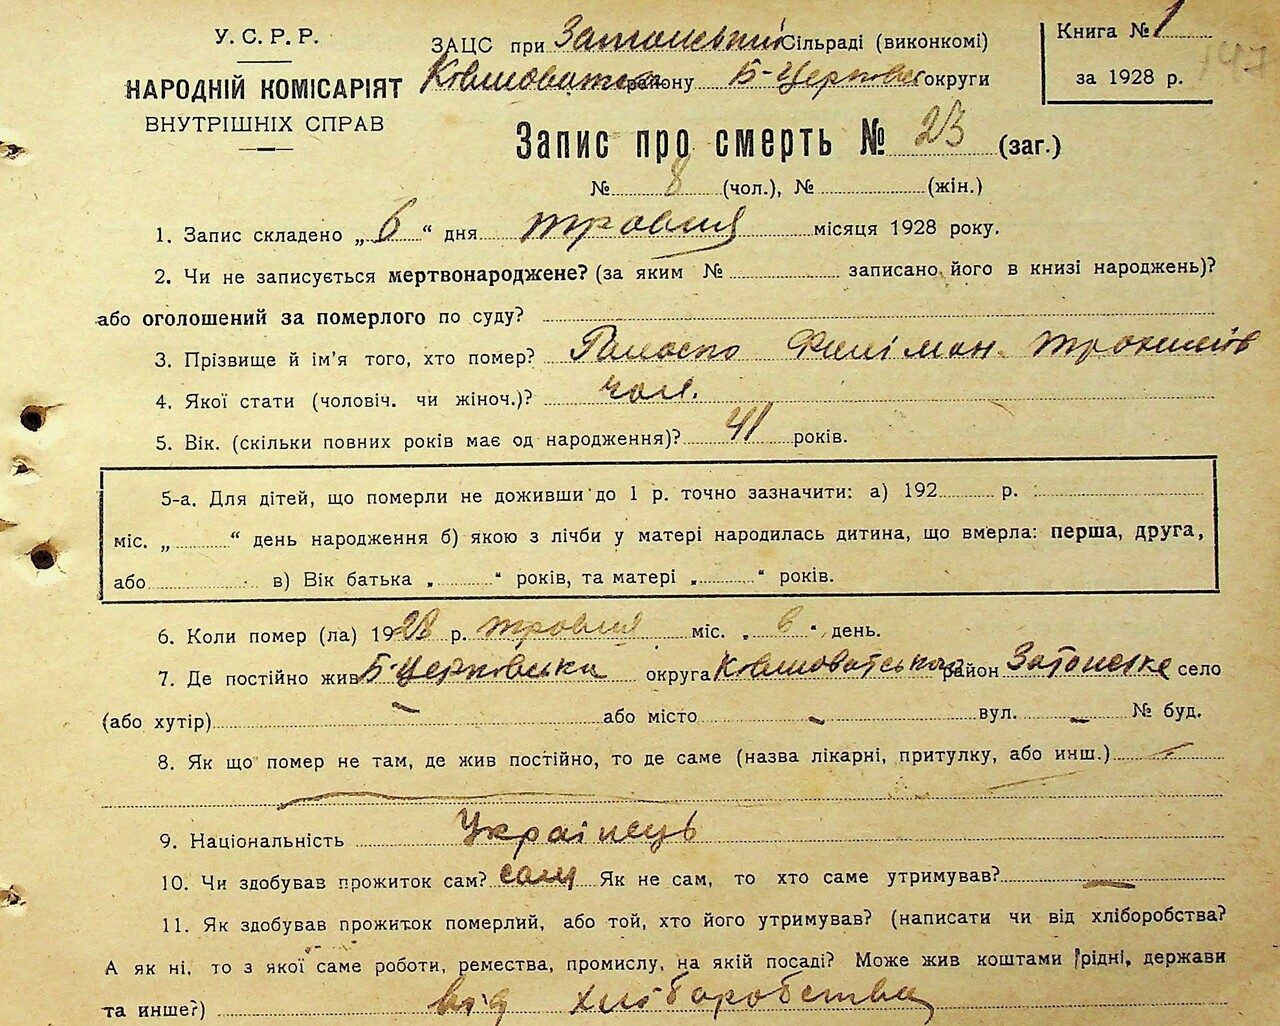 У.С.Р.Р.
НАРОДНІЙ КОМІСАРІЯТ
ВНУТРІШНІХ СПРАВ
ЗАЦС при Затонській Сільраді (виконкомі)
району Б-Церковської округи
Книга № 1
за 1928 р.
147
Запис про смерть № 23 (заг.)
№ 8 (чол.), № (жін.)
1. Запис складено „6“ дня травня місяця 1928 року.
2. Чи не записується мертвонароджене? (за яким № записано його в книзі народжень)?
або оголошений за померлого по суду?
3. Прізвище й ім'я того, хто помер? Филімон
4. Якої стати (чоловіч. чи жіноч.)? чол.
5. Вік. (скільки повних років має од народження)? 41 років.
5-а. Для дітей, що померли не доживши до 1 р. точно зазначити: а) 192 р.
міс. „ “ день народження б) якою з лічби у матері народилась дитина, що вмерла: перша, друга,
або в) Вік батька „ “ років, та матері „ “ років.
6. Коли помер (ла) 1928 р. травня міс. „6“ день.
7. Де постійно жив Б-Церковська округа Ківшоватська район Затонське село
(або хутір) - або місто - вул. - № буд.
8. Як що помер не там, де жив постійно, то де саме (назва лікарні, притулку, або инш.) -
9. Національність Українець
10. Чи здобував прожиток сам? сам Як не сам, то хто саме утримував? -
11. Як здобував прожиток померлий, або той, хто його утримував? (написати чи від хліборобства?
А як ні, то з якої саме роботи, ремества, промислу, на якій посаді? Може жив коштами рідні, держави
та инше?) від хліборобства